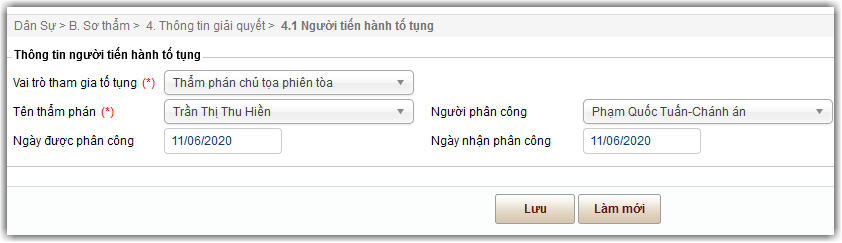 Dân Sự > B. Sơ thẩm > 4. Thông tin giải quyết > 4.1 Người tiến hành tố tụng
Thông tin người tiến hành tố tụng
Vai trò tham gia tố tụng (*) Thẩm phán chủ tọa phiên tòa
Tên thẩm phán (*) Trần Thị Thu Hiền Người phân công Phạm Quốc Tuấn-Chánh án
Ngày được phân công 11/06/2020 Ngày nhận phân công 11/06/2020
Lưu Làm mới